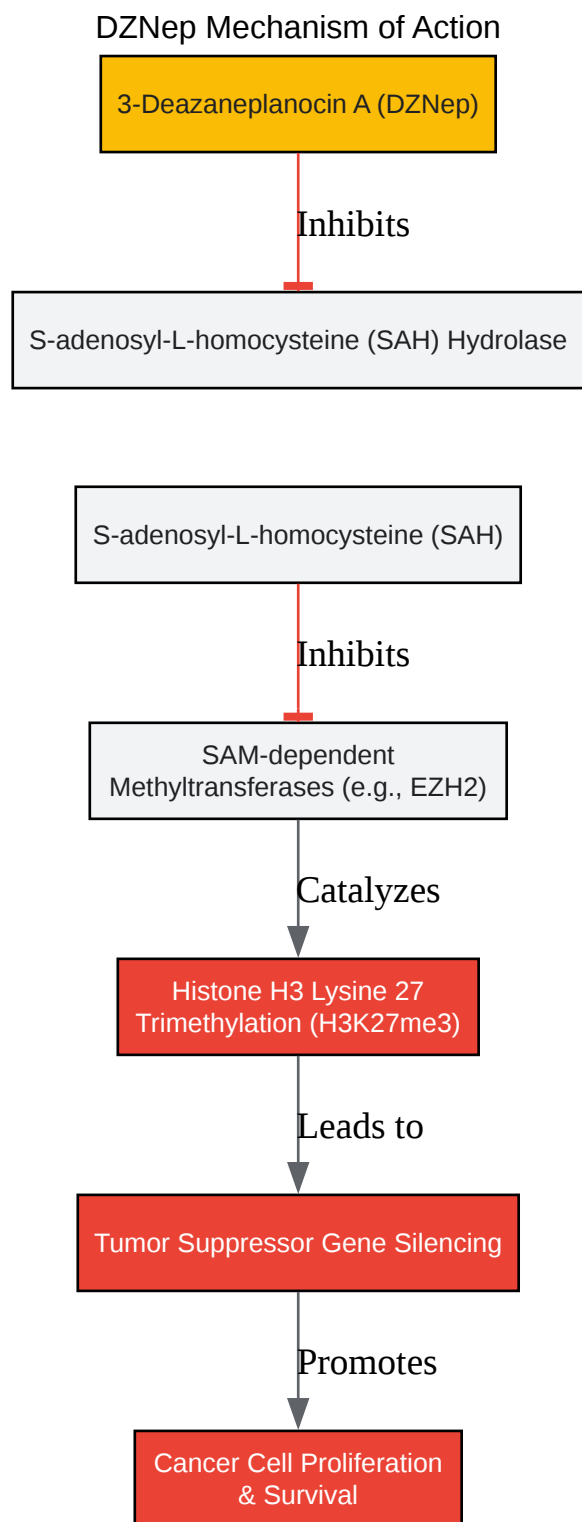 DZNep Mechanism of Action
3-Deazaneplanocin A (DZNep)
Inhibits
S-adenosyl-L-homocysteine (SAH) Hydrolase
S-adenosyl-L-homocysteine (SAH)
Inhibits
SAM-dependent
Methyltransferases (e.g., EZH2)
Catalyzes
Histone H3 Lysine 27
Trimethylation (H3K27me3)
Leads to
Tumor Suppressor Gene Silencing
Promotes
Cancer Cell Proliferation
& Survival